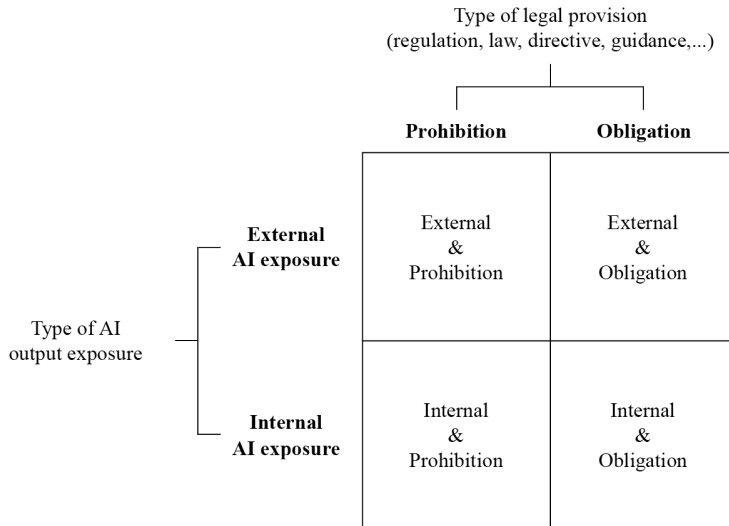 Type of legal provision
(regulation, law, directive, guidance,...)
Prohibition
Obligation
External
AI exposure
External
&
Prohibition
External
&
Obligation
Type of AI
output exposure
Internal
AI exposure
Internal
&
Prohibition
Internal
&
Obligation